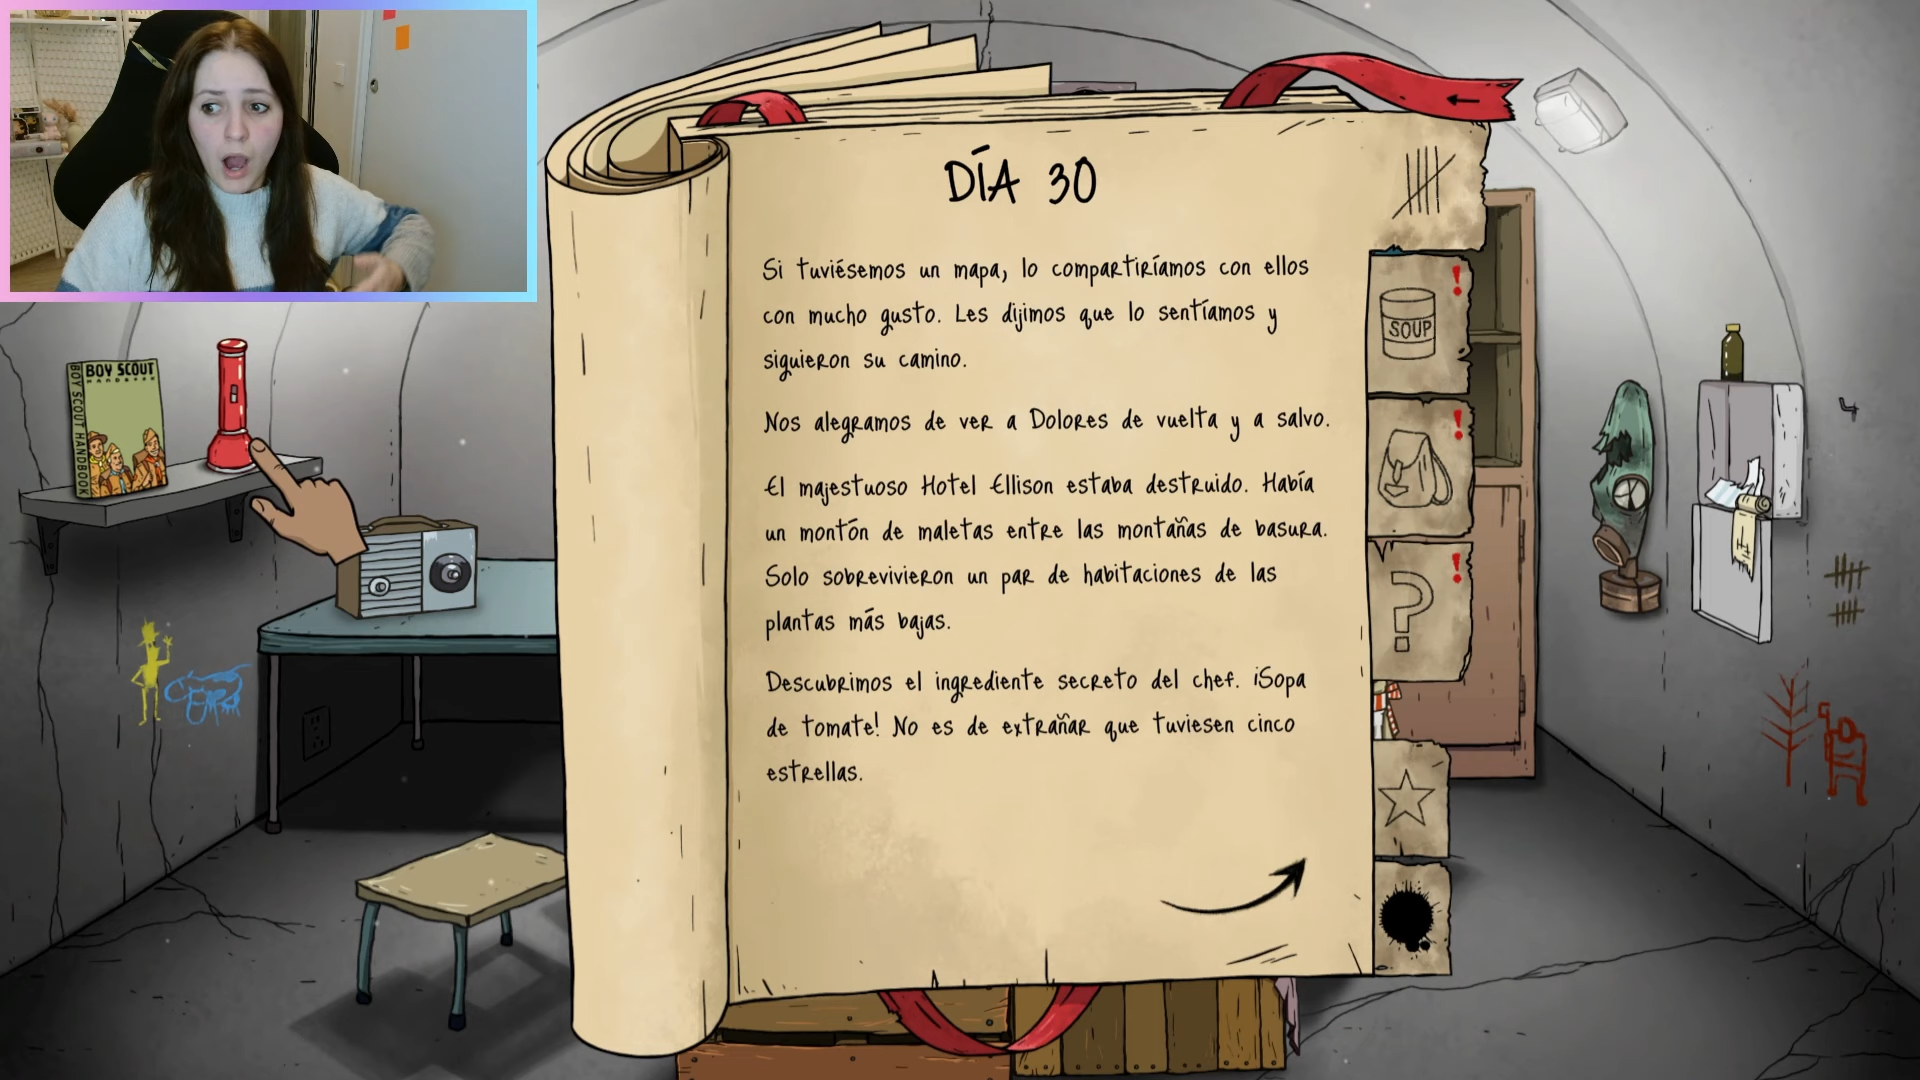 DÍA 30
Si tuviésemos un mapa, lo compartiríamos con ellos
con mucho gusto. Les dijimos que lo sentíamos y
siguieron su camino.
Nos alegramos de ver a Dolores de vuelta y a salvo.
El majestuoso Hotel Ellison estaba destruido. Había
un montón de maletas entre las montañas de basura.
Solo sobrevivieron un par de habitaciones de las
plantas más bajas.
Descubrimos el ingrediente secreto del chef. ¡Sopa
de tomate! No es de extrañar que tuviesen cinco
estrellas.
!
SOUP
!
!
?
BOY SCOUT
HANDBOOK
BOY SCOUT HANDBOOK